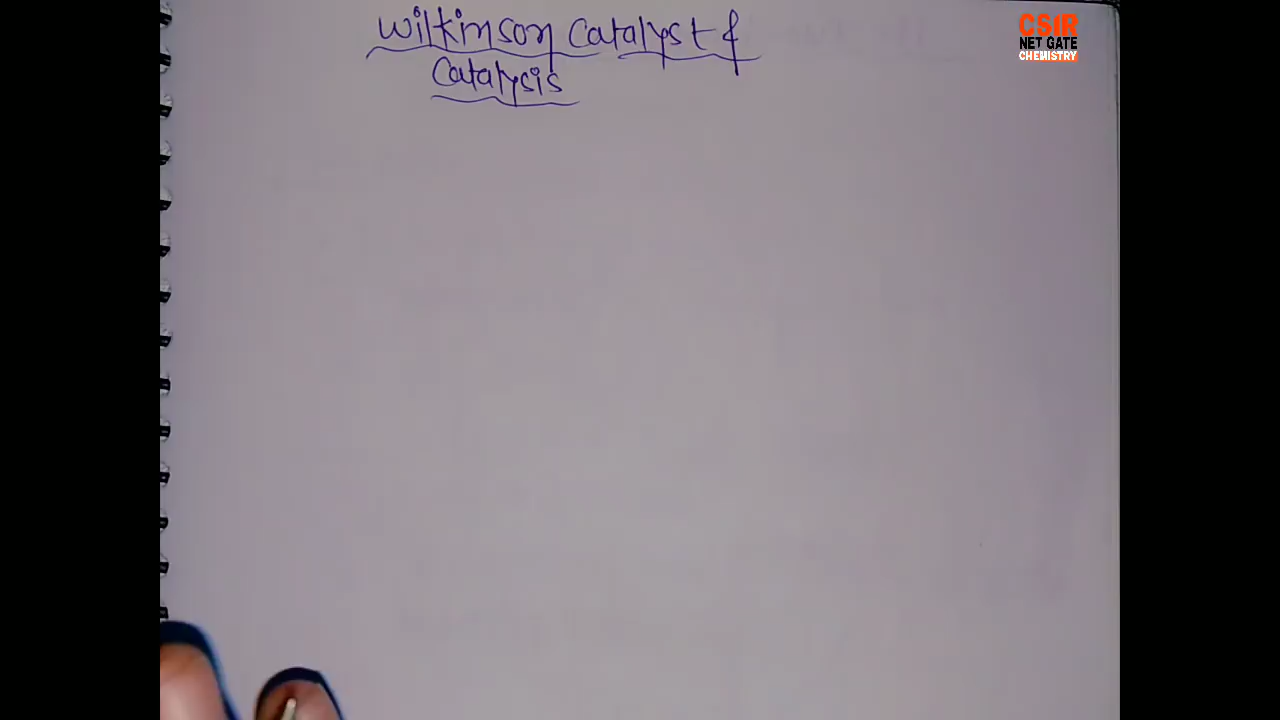 Wilkinson Catalyst &
Catalysis
CSIR
NET GATE
CHEMISTRY